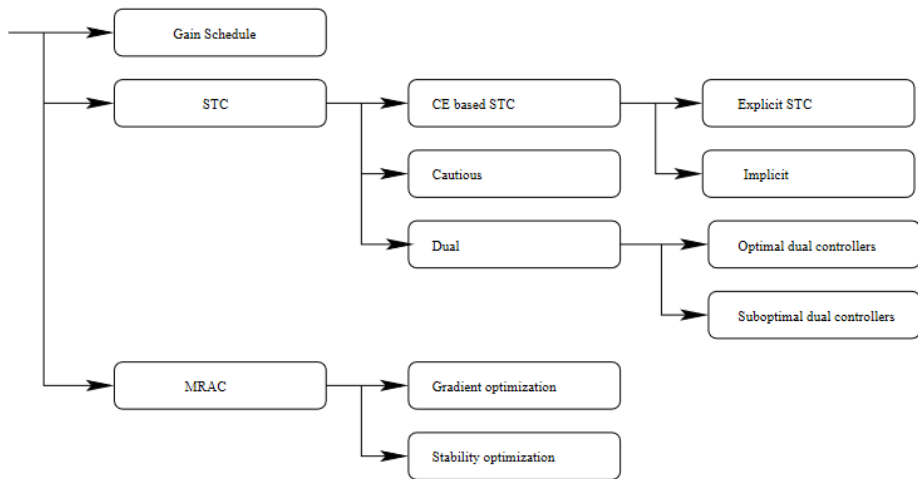 Gain Schedule
STC
CE based STC
Explicit STC
Cautious
Implicit
Dual
Optimal dual controllers
Suboptimal dual controllers
MRAC
Gradient optimization
Stability optimization